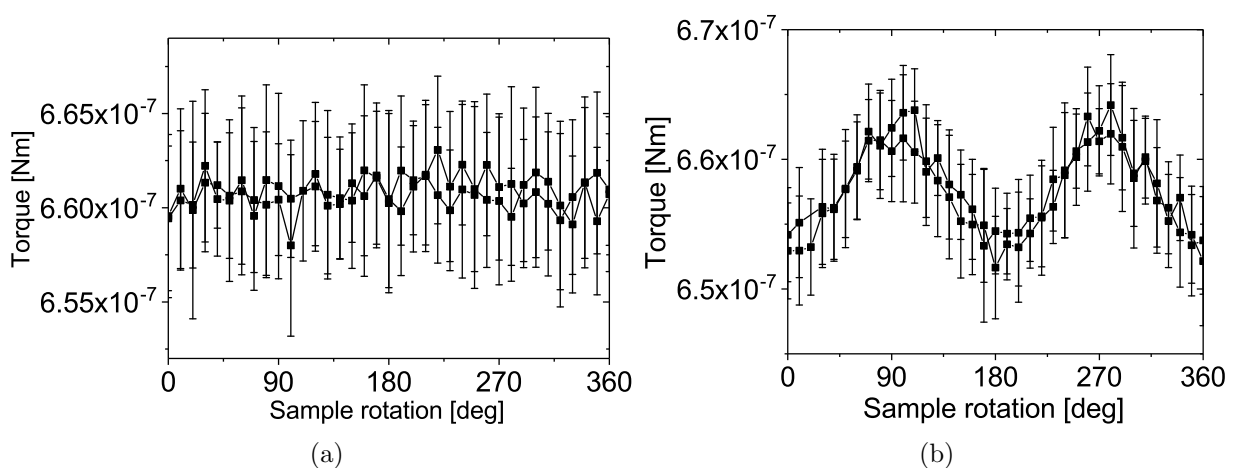 6.65x10⁻⁷
6.60x10⁻⁷
6.55x10⁻⁷
Torque [Nm]
0 90 180 270 360
Sample rotation [deg]
(a)
6.7x10⁻⁷
6.6x10⁻⁷
6.5x10⁻⁷
Torque [Nm]
0 90 180 270 360
Sample rotation [deg]
(b)